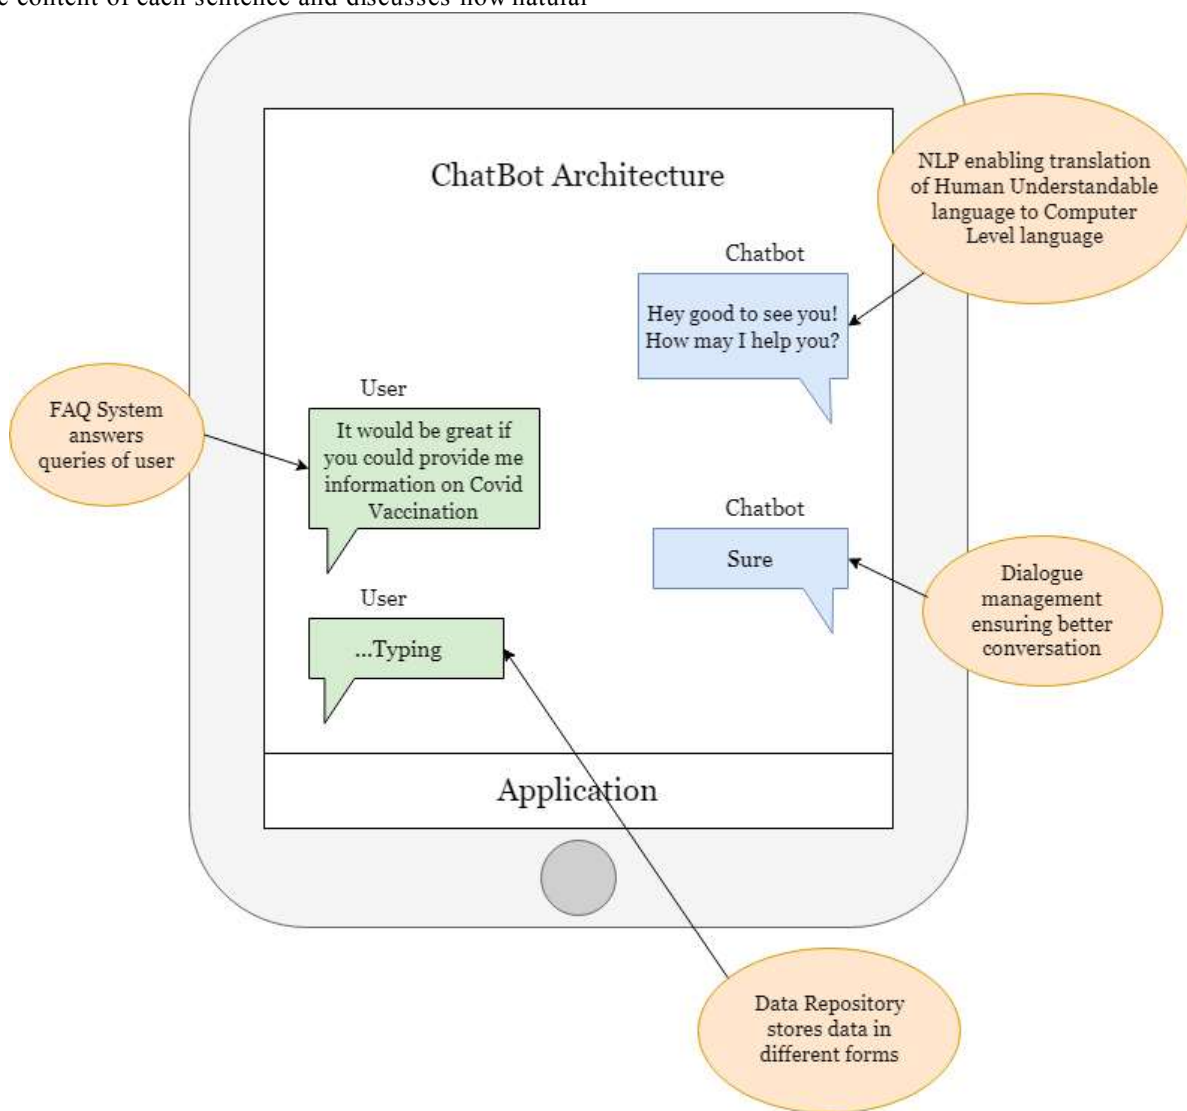 content of each sentence and discusses how natural
ChatBot Architecture
NLP enabling translation
of Human Understandable
language to Computer
Level language
Chatbot
Hey good to see you!
How may I help you?
User
FAQ System
answers
queries of user
It would be great if
you could provide me
information on Covid
Vaccination
Chatbot
Sure
Dialogue
management
ensuring better
conversation
User
...Typing
Application
Data Repository
stores data in
different forms